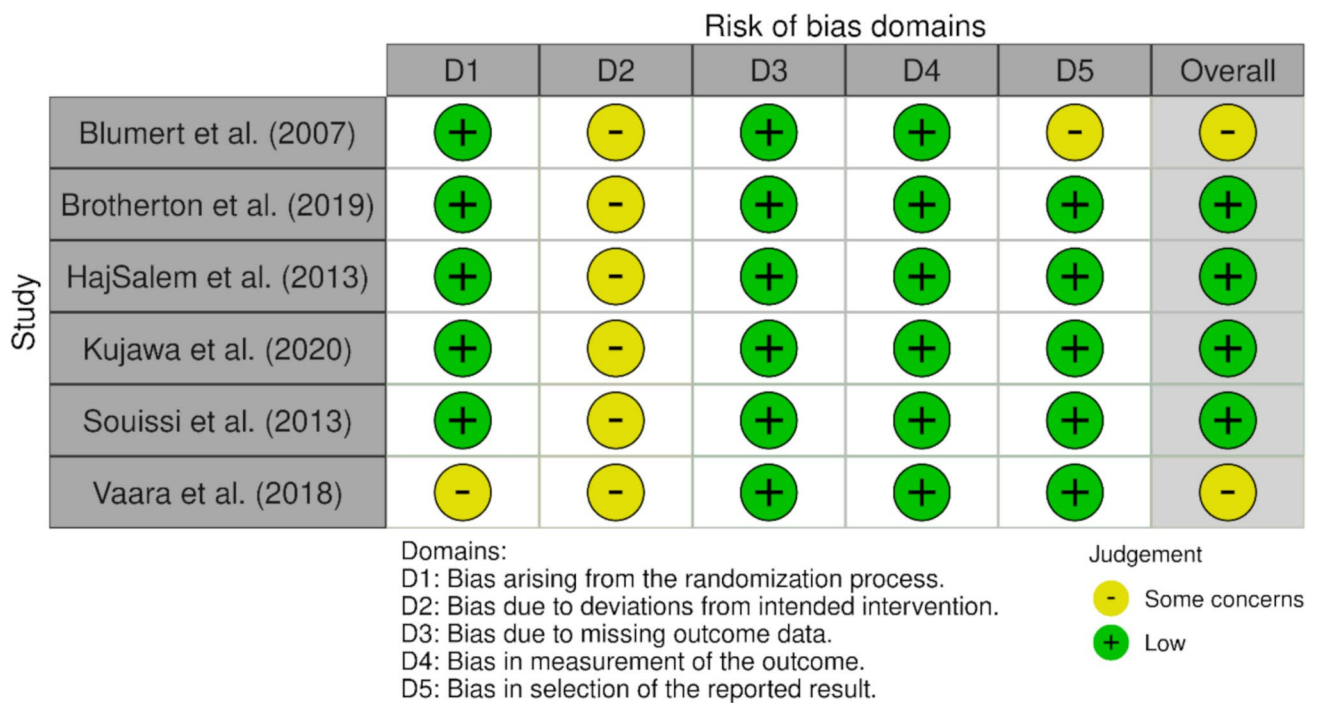 Risk of bias domains
D1 D2 D3 D4 D5 Overall
Study
Blumert et al. (2007) + - + + - -
Brotherton et al. (2019) + - + + + +
HajSalem et al. (2013) + - + + + +
Kujawa et al. (2020) + - + + + +
Souissi et al. (2013) + - + + + +
Vaara et al. (2018) - - + + + -
Domains:
D1: Bias arising from the randomization process.
D2: Bias due to deviations from intended intervention.
D3: Bias due to missing outcome data.
D4: Bias in measurement of the outcome.
D5: Bias in selection of the reported result.
Judgement
- Some concerns
+ Low